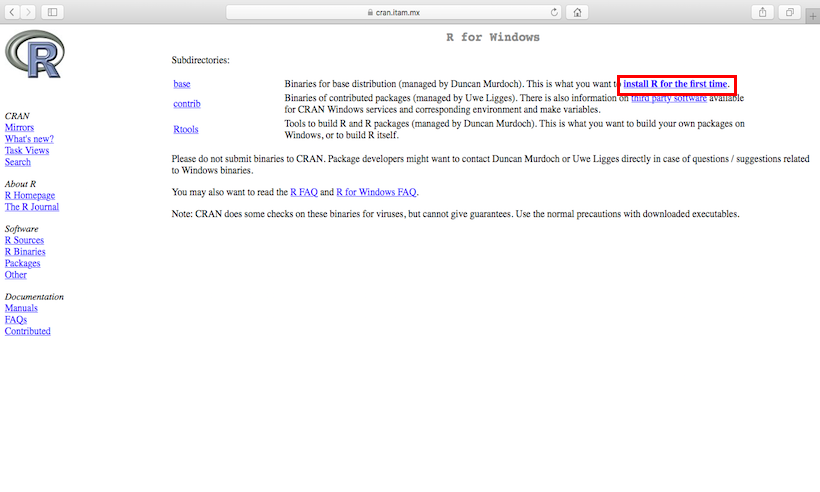 cran.itam.mx
R for Windows
R
Subdirectories:
base
Binaries for base distribution (managed by Duncan Murdoch). This is what you want to install R for the first time.
contrib
Binaries of contributed packages (managed by Uwe Ligges). There is also information on third party software available
for CRAN Windows services and corresponding environment and make variables.
Rtools
Tools to build R and R packages (managed by Duncan Murdoch). This is what you want to build your own packages on
Windows, or to build R itself.
Please do not submit binaries to CRAN. Package developers might want to contact Duncan Murdoch or Uwe Ligges directly in case of questions / suggestions related
to Windows binaries.
You may also want to read the R FAQ and R for Windows FAQ.
Note: CRAN does some checks on these binaries for viruses, but cannot give guarantees. Use the normal precautions with downloaded executables.
CRAN
Mirrors
What's new?
Task Views
Search
About R
R Homepage
The R Journal
Software
R Sources
R Binaries
Packages
Other
Documentation
Manuals
FAQs
Contributed